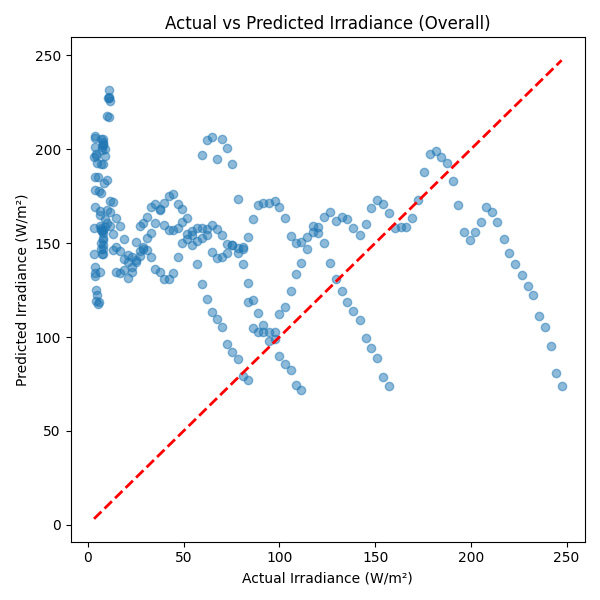 Actual vs Predicted Irradiance (Overall)
Predicted Irradiance (W/m²)
250
200
150
100
50
0
0 50 100 150 200 250
Actual Irradiance (W/m²)